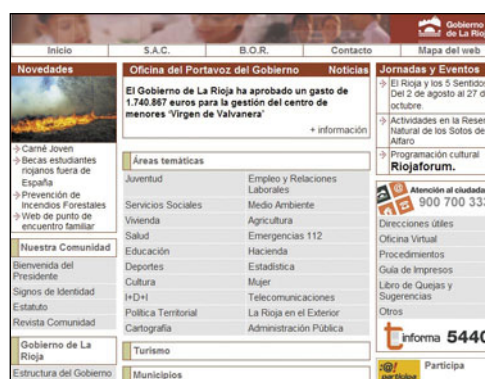 Gobierno
de La Rioj
Inicio
S.A.C.
B.O.R.
Contacto
Mapa del web
Novedades
Carné Joven
Becas estudiantes
riojanos fuera de
España
Prevención de
Incendios Forestales
Web de punto de
encuentro familiar
Nuestra Comunidad
Bienvenida del
Presidente
Signos de Identidad
Estatuto
Revista Comunidad
Gobierno de La
Rioja
Estructura del Gobierno
Oficina del Portavoz del Gobierno
Noticias
El Gobierno de La Rioja ha aprobado un gasto de
1.740.867 euros para la gestión del centro de
menores 'Virgen de
Valvanera'
+ información
Áreas temáticas
Juventud
Empleo y Relaciones
Laborales
Servicios Sociales
Medio Ambiente
Vivienda
Agricultura
Salud
Emergencias 112
Educación
Hacienda
Deportes
Estadística
Cultura
Mujer
I+D+I
Telecomunicaciones
Política Territorial
La Rioja en el Exterior
Cartografía
Administración Pública
Turismo
Municipios
Jornadas y Eventos
El Rioja y los 5 Sentidos
Del 2 de agosto al 27 d
octubre.
Actividades en la Reser
Natural de los Sotos de
Alfaro
Programación cultural
Riojaforum.
Atención al ciudada
900 700 333
Direcciones útiles
Oficina Virtual
Procedimientos
Guía de Impresos
Libro de Quejas y
Sugerencias
Otros
informa 5440
:@!
participa
Participa